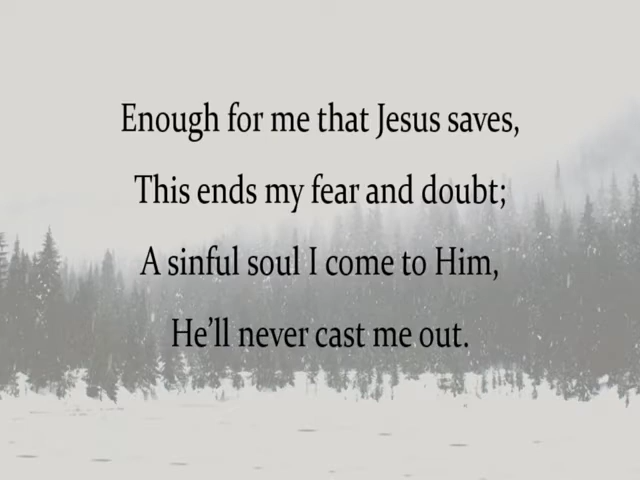 Enough for me that Jesus saves,
This ends my fear and doubt;
A sinful soul I come to Him,
He’ll never cast me out.